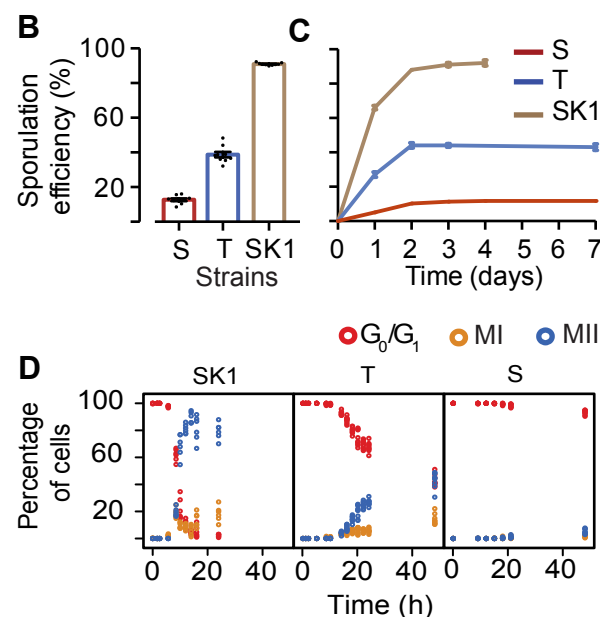 B
Sporulation
efficiency (%)
100
60
20
S T SK1
Strains
C
S
T
SK1
0 1 2 3 4 5 6 7
Time (days)
G0/G1 MI MII
D
SK1 T S
Percentage
of cells
100
60
20
0 20 40 0 20 40 0 20 40
Time (h)